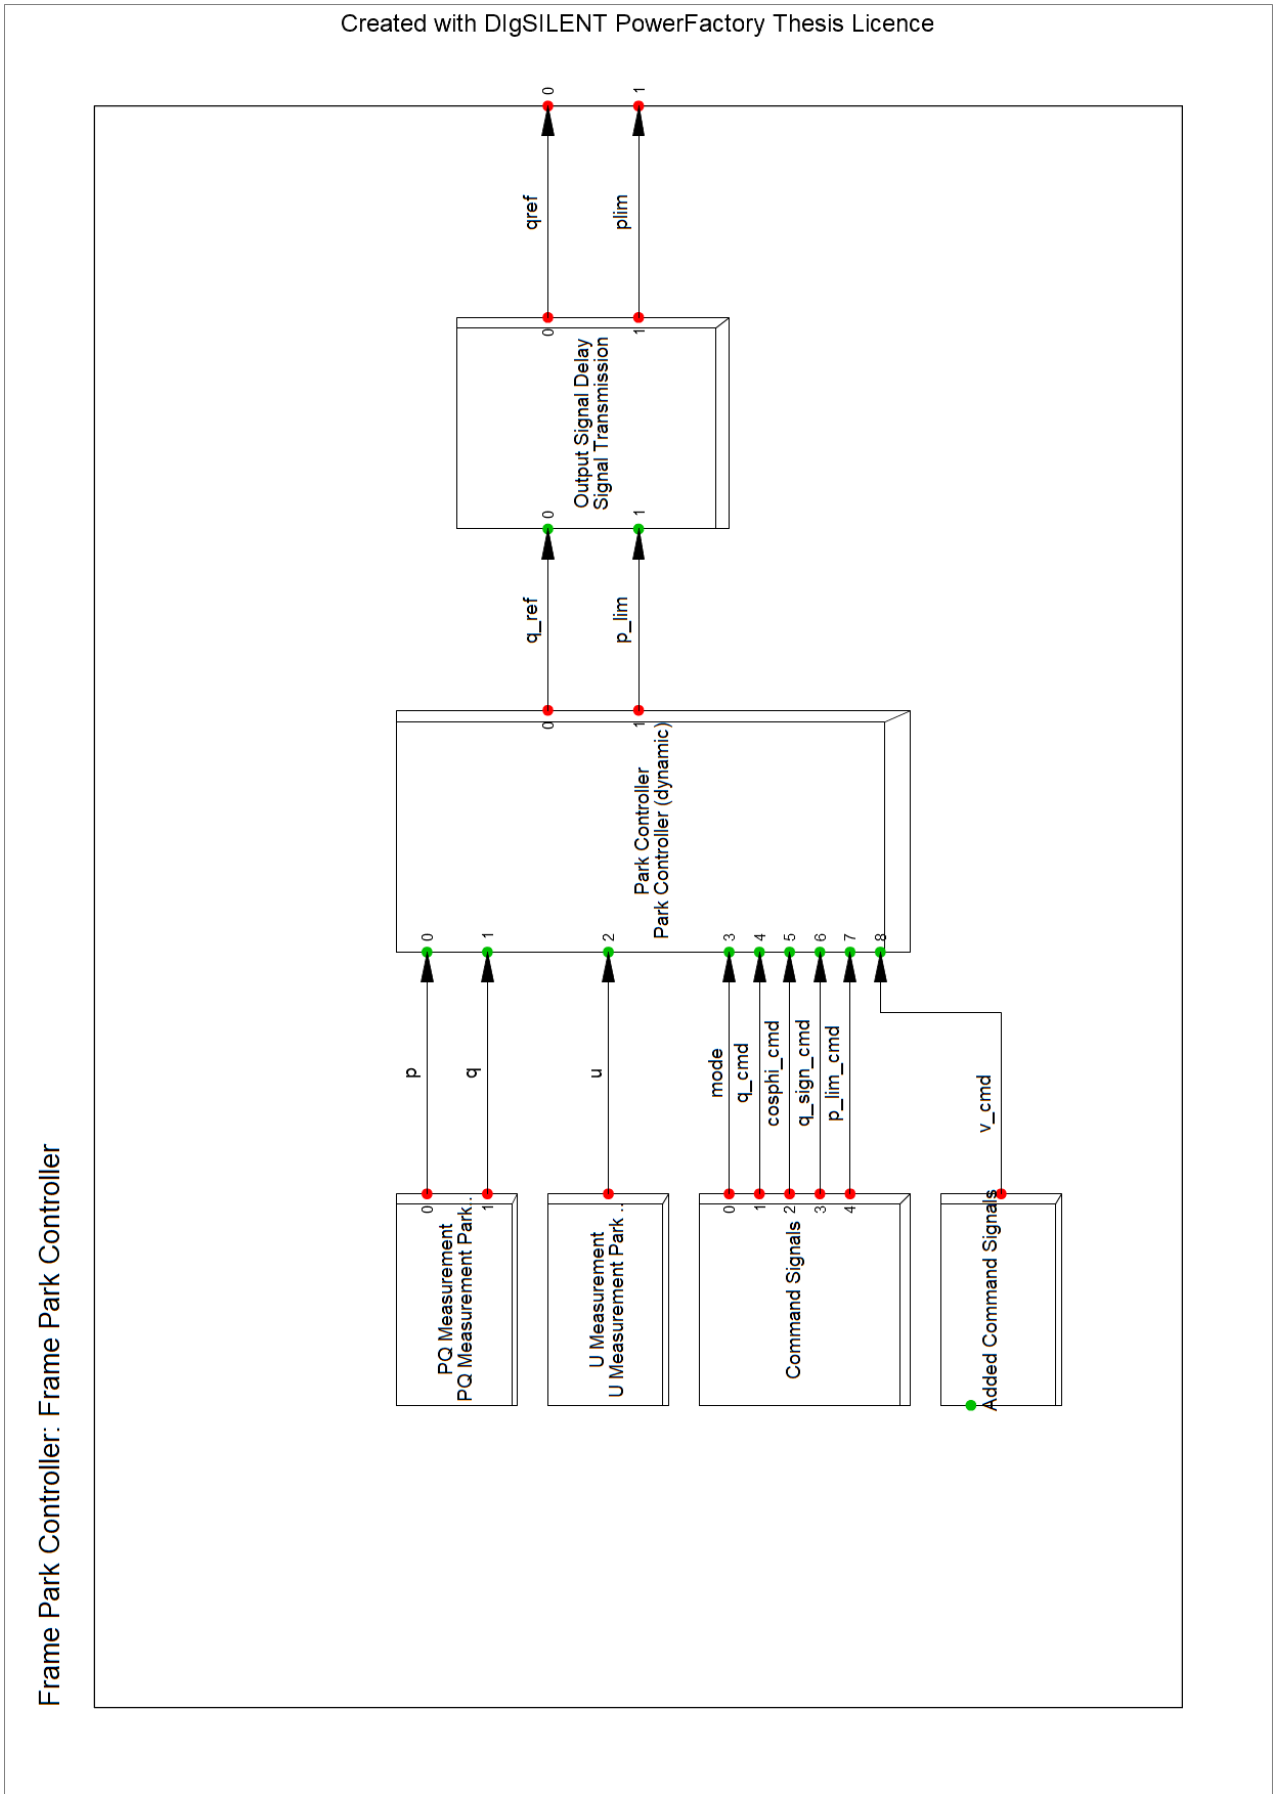 Created with DIgSILENT PowerFactory Thesis Licence
Frame Park Controller: Frame Park Controller
0
1
qref
plim
0
1
Output Signal Delay
Signal Transmission
0
1
q_ref
p_lim
0
1
Park Controller
Park Controller (dynamic)
0
1
2
3
4
5
6
7
8
p
q
u
mode
q_cmd
cosphi_cmd
q_sign_cmd
p_lim_cmd
v_cmd
0
1
PQ Measurement
PQ Measurement Park..
U Measurement
U Measurement Park ..
0
1
2
3
4
Command Signals
Added Command Signals